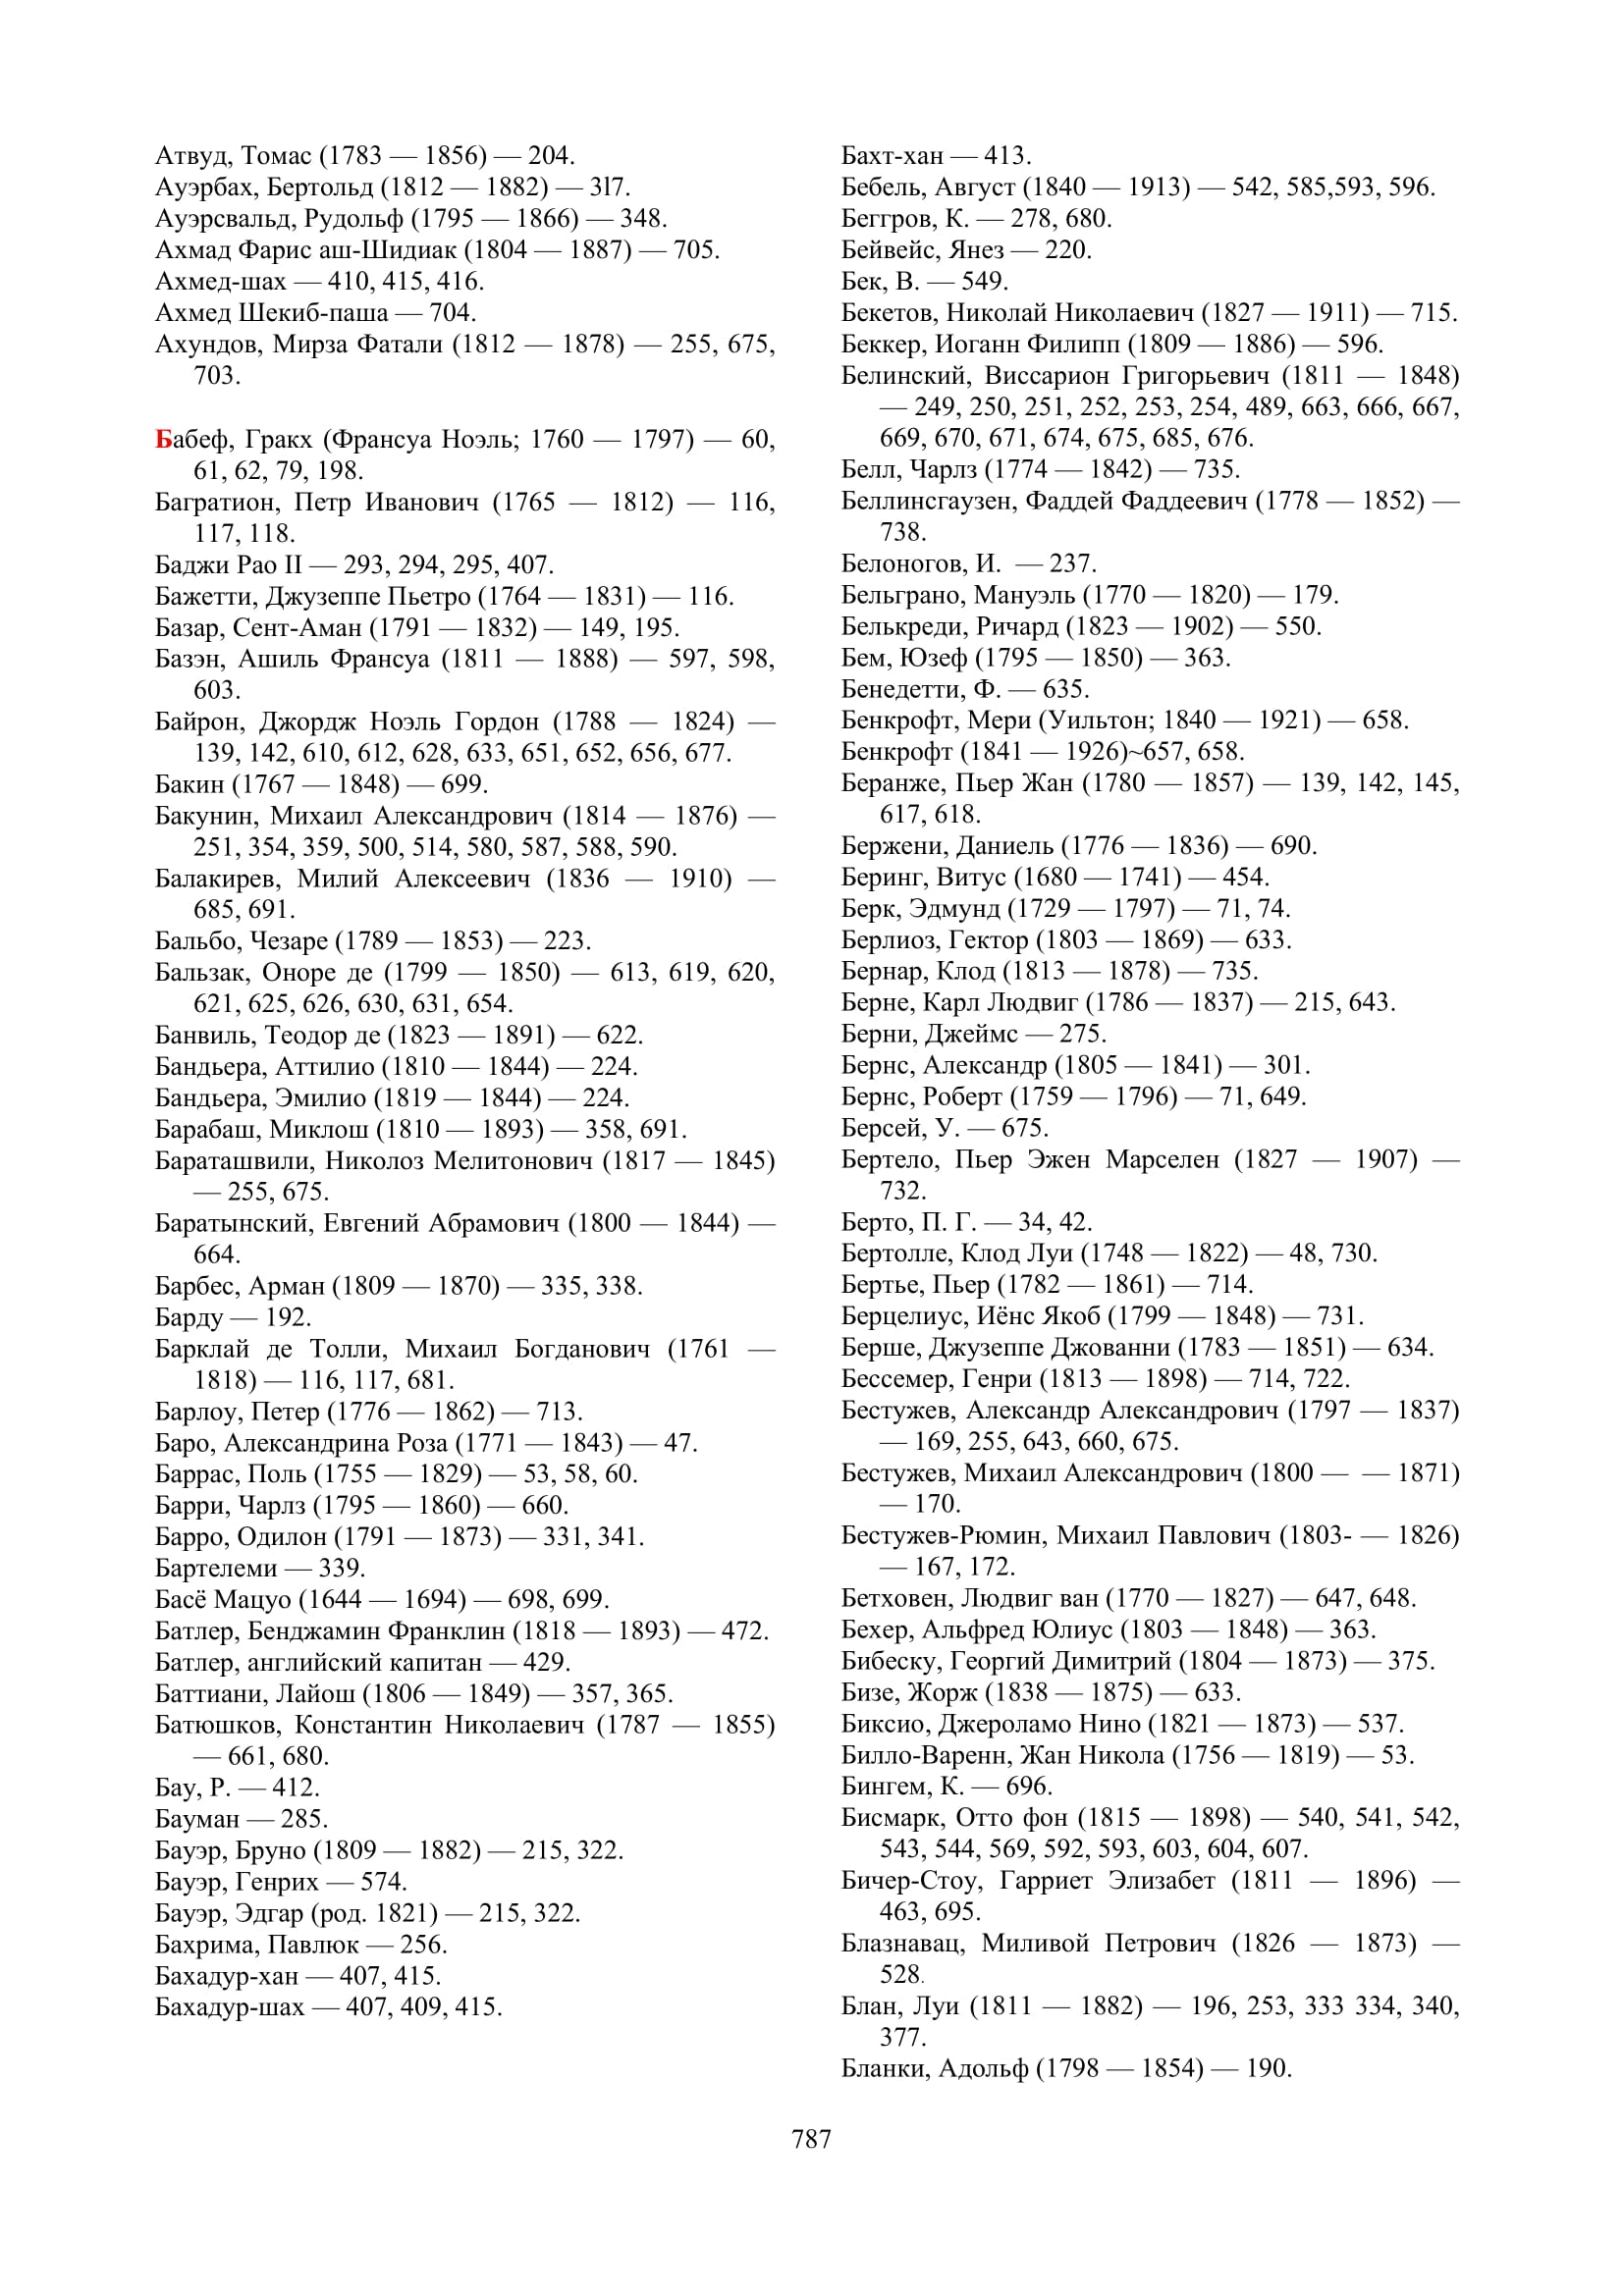 Атвуд, Томас (1783 — 1856) — 204.
Ауэрбах, Бертольд (1812 — 1882) — 3l7.
Ауэрсвальд, Рудольф (1795 — 1866) — 348.
Ахмад Фарис аш-Шидиак (1804 — 1887) — 705.
Ахмед-шах — 410, 415, 416.
Ахмед Шекиб-паша — 704.
Ахундов, Мирза Фатали (1812 — 1878) — 255, 675,
703.
Бабеф, Гракх (Франсуа Ноэль; 1760 — 1797) — 60,
61, 62, 79, 198.
Багратион, Петр Иванович (1765 — 1812) — 116,
117, 118.
Баджи Рао II — 293, 294, 295, 407.
Бажетти, Джузеппе Пьетро (1764 — 1831) — 116.
Базар, Сент-Аман (1791 — 1832) — 149, 195.
Базэн, Ашиль Франсуа (1811 — 1888) — 597, 598,
603.
Байрон, Джордж Ноэль Гордон (1788 — 1824) —
139, 142, 610, 612, 628, 633, 651, 652, 656, 677.
Бакин (1767 — 1848) — 699.
Бакунин, Михаил Александрович (1814 — 1876) —
251, 354, 359, 500, 514, 580, 587, 588, 590.
Балакирев, Милий Алексеевич (1836 — 1910) —
685, 691.
Бальбо, Чезаре (1789 — 1853) — 223.
Бальзак, Оноре де (1799 — 1850) — 613, 619, 620,
621, 625, 626, 630, 631, 654.
Банвиль, Теодор де (1823 — 1891) — 622.
Бандьера, Аттилио (1810 — 1844) — 224.
Бандьера, Эмилио (1819 — 1844) — 224.
Барабаш, Миклош (1810 — 1893) — 358, 691.
Бараташвили, Николоз Мелитонович (1817 — 1845)
— 255, 675.
Баратынский, Евгений Абрамович (1800 — 1844) —
664.
Барбес, Арман (1809 — 1870) — 335, 338.
Барду — 192.
Барклай де Толли, Михаил Богданович (1761 —
1818) — 116, 117, 681.
Барлоу, Петер (1776 — 1862) — 713.
Баро, Александрина Роза (1771 — 1843) — 47.
Баррас, Поль (1755 — 1829) — 53, 58, 60.
Барри, Чарлз (1795 — 1860) — 660.
Барро, Одилон (1791 — 1873) — 331, 341.
Бартелеми — 339.
Басё Мацуо (1644 — 1694) — 698, 699.
Батлер, Бенджамин Франклин (1818 — 1893) — 472.
Батлер, английский капитан — 429.
Баттиани, Лайош (1806 — 1849) — 357, 365.
Батюшков, Константин Николаевич (1787 — 1855)
— 661, 680.
Бау, Р. — 412.
Бауман — 285.
Бауэр, Бруно (1809 — 1882) — 215, 322.
Бауэр, Генрих — 574.
Бауэр, Эдгар (род. 1821) — 215, 322.
Бахрима, Павлюк — 256.
Бахадур-хан — 407, 415.
Бахадур-шах — 407, 409, 415.
Бахт-хан — 413.
Бебель, Август (1840 — 1913) — 542, 585,593, 596.
Беггров, К. — 278, 680.
Бейвейс, Янез — 220.
Бек, В. — 549.
Бекетов, Николай Николаевич (1827 — 1911) — 715.
Беккер, Иоганн Филипп (1809 — 1886) — 596.
Белинский, Виссарион Григорьевич (1811 — 1848)
— 249, 250, 251, 252, 253, 254, 489, 663, 666, 667,
669, 670, 671, 674, 675, 685, 676.
Белл, Чарлз (1774 — 1842) — 735.
Беллинсгаузен, Фаддей Фаддеевич (1778 — 1852) —
738.
Белоногов, И.  — 237.
Бельграно, Мануэль (1770 — 1820) — 179.
Белькреди, Ричард (1823 — 1902) — 550.
Бем, Юзеф (1795 — 1850) — 363.
Бенедетти, Ф. — 635.
Бенкрофт, Мери (Уильтон; 1840 — 1921) — 658.
Бенкрофт (1841 — 1926)~657, 658.
Беранже, Пьер Жан (1780 — 1857) — 139, 142, 145,
617, 618.
Бержени, Даниель (1776 — 1836) — 690.
Беринг, Витус (1680 — 1741) — 454.
Берк, Эдмунд (1729 — 1797) — 71, 74.
Берлиоз, Гектор (1803 — 1869) — 633.
Бернар, Клод (1813 — 1878) — 735.
Берне, Карл Людвиг (1786 — 1837) — 215, 643.
Берни, Джеймс — 275.
Бернс, Александр (1805 — 1841) — 301.
Бернс, Роберт (1759 — 1796) — 71, 649.
Берсей, У. — 675.
Бертело, Пьер Эжен Марселен (1827 — 1907) —
732.
Берто, П. Г. — 34, 42.
Бертолле, Клод Луи (1748 — 1822) — 48, 730.
Бертье, Пьер (1782 — 1861) — 714.
Берцелиус, Иёнс Якоб (1799 — 1848) — 731.
Берше, Джузеппе Джованни (1783 — 1851) — 634.
Бессемер, Генри (1813 — 1898) — 714, 722.
Бестужев, Александр Александрович (1797 — 1837)
— 169, 255, 643, 660, 675.
Бестужев, Михаил Александрович (1800 —  — 1871)
— 170.
Бестужев-Рюмин, Михаил Павлович (1803- — 1826)
— 167, 172.
Бетховен, Людвиг ван (1770 — 1827) — 647, 648.
Бехер, Альфред Юлиус (1803 — 1848) — 363.
Бибеску, Георгий Димитрий (1804 — 1873) — 375.
Бизе, Жорж (1838 — 1875) — 633.
Биксио, Джероламо Нино (1821 — 1873) — 537.
Билло-Варенн, Жан Никола (1756 — 1819) — 53.
Бингем, К. — 696.
Бисмарк, Отто фон (1815 — 1898) — 540, 541, 542,
543, 544, 569, 592, 593, 603, 604, 607.
Бичер-Стоу, Гарриет Элизабет (1811 — 1896) —
463, 695.
Блазнавац, Миливой Петрович (1826 — 1873) —
528.
Блан, Луи (1811 — 1882) — 196, 253, 333 334, 340,
377.
Бланки, Адольф (1798 — 1854) — 190.
787